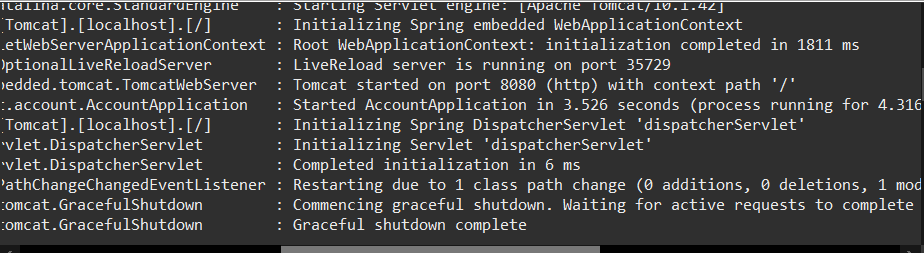 italina.core.StandardEngine : Starting Servlet engine: [Apache Tomcat/10.1.42]
[Tomcat].[localhost].[/] : Initializing Spring embedded WebApplicationContext
.etWebServerApplicationContext : Root WebApplicationContext: initialization completed in 1811 ms
OptionalLiveReloadServer : LiveReload server is running on port 35729
bedded.tomcat.TomcatWebServer : Tomcat started on port 8080 (http) with context path '/'
:.account.AccountApplication : Started AccountApplication in 3.526 seconds (process running for 4.316
[Tomcat].[localhost].[/] : Initializing Spring DispatcherServlet 'dispatcherServlet'
rvlet.DispatcherServlet : Initializing Servlet 'dispatcherServlet'
rvlet.DispatcherServlet : Completed initialization in 6 ms
PathChangeChangedEventListener : Restarting due to 1 class path change (0 additions, 0 deletions, 1 mod
tomcat.GracefulShutdown : Commencing graceful shutdown. Waiting for active requests to complete
tomcat.GracefulShutdown : Graceful shutdown complete